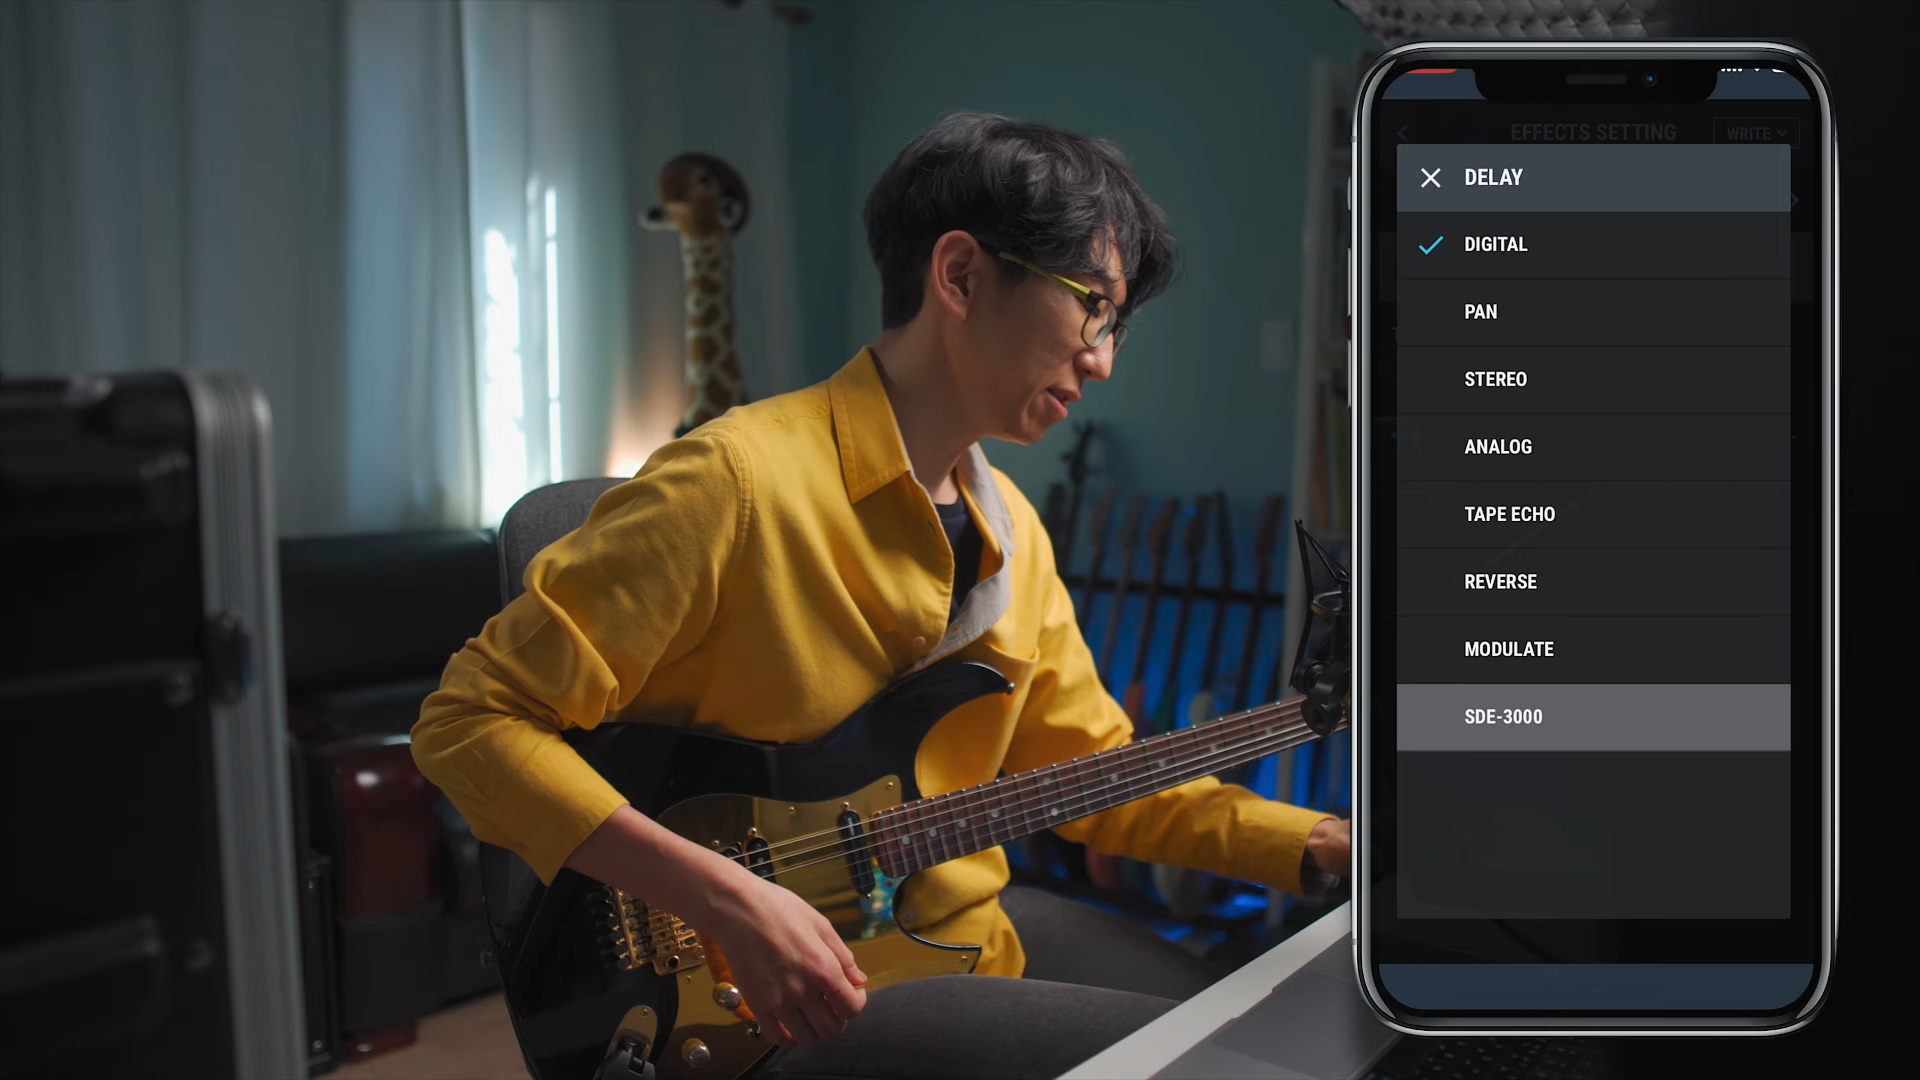 EFFECTS SETTING
WRITE
DELAY
DIGITAL
PAN
STEREO
ANALOG
TAPE ECHO
REVERSE
MODULATE
SDE-3000